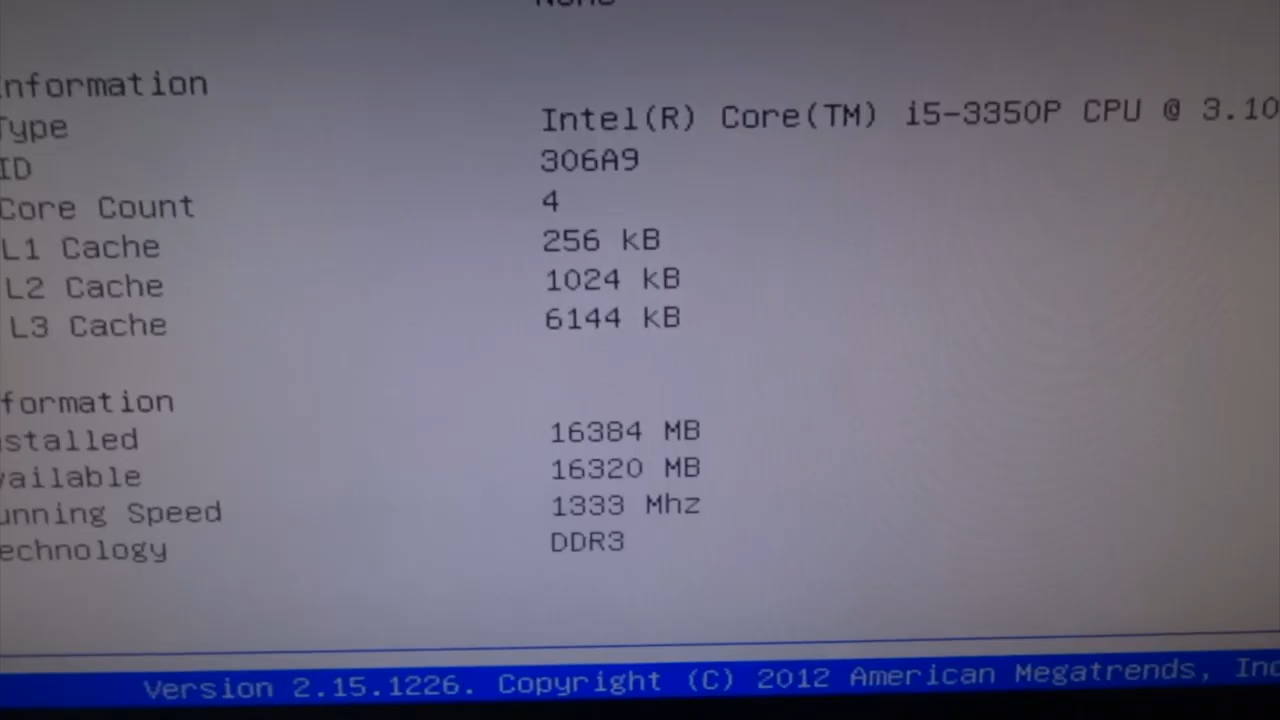 None
nformation
Type Intel(R) Core(TM) i5-3350P CPU @ 3.10
ID 306A9
Core Count 4
L1 Cache 256 kB
L2 Cache 1024 kB
L3 Cache 6144 kB
formation
stalled 16384 MB
vailable 16320 MB
unning Speed 1333 Mhz
echnology DDR3
Version 2.15.1226. Copyright (C) 2012 American Megatrends, Inc